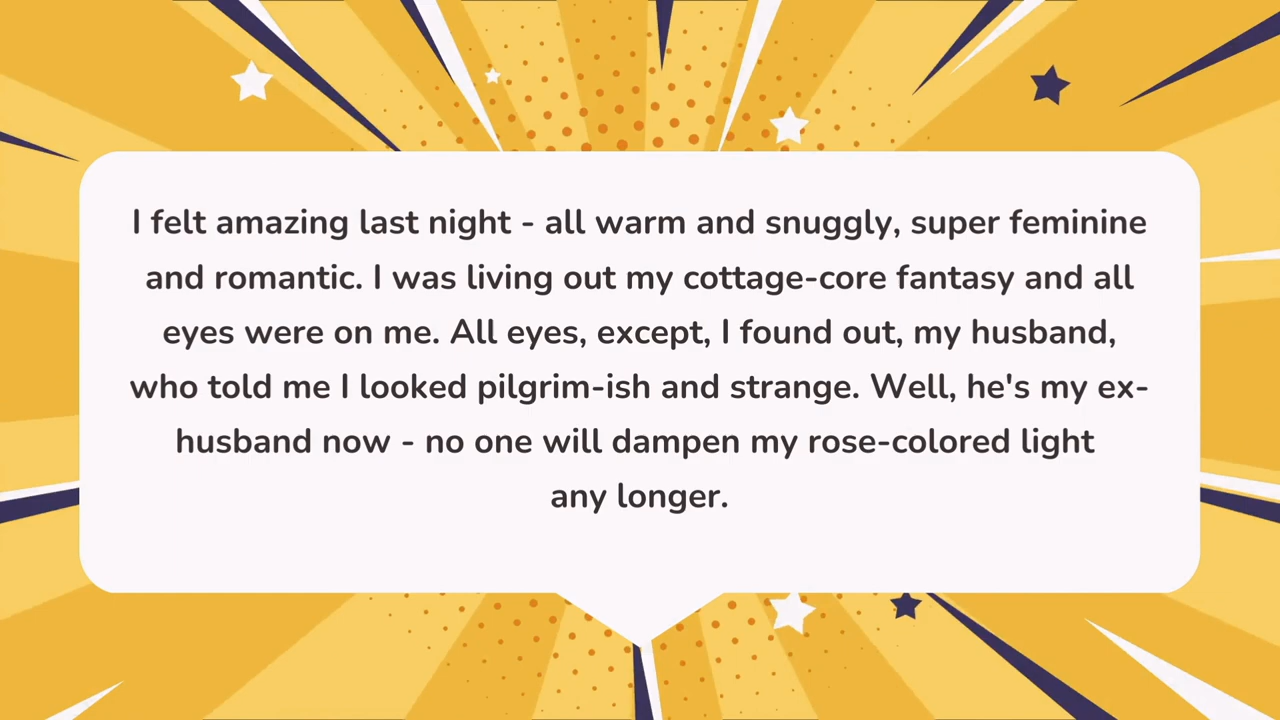 I felt amazing last night - all warm and snuggly, super feminine
and romantic. I was living out my cottage-core fantasy and all
eyes were on me. All eyes, except, I found out, my husband,
who told me I looked pilgrim-ish and strange. Well, he's my ex-
husband now - no one will dampen my rose-colored light
any longer.